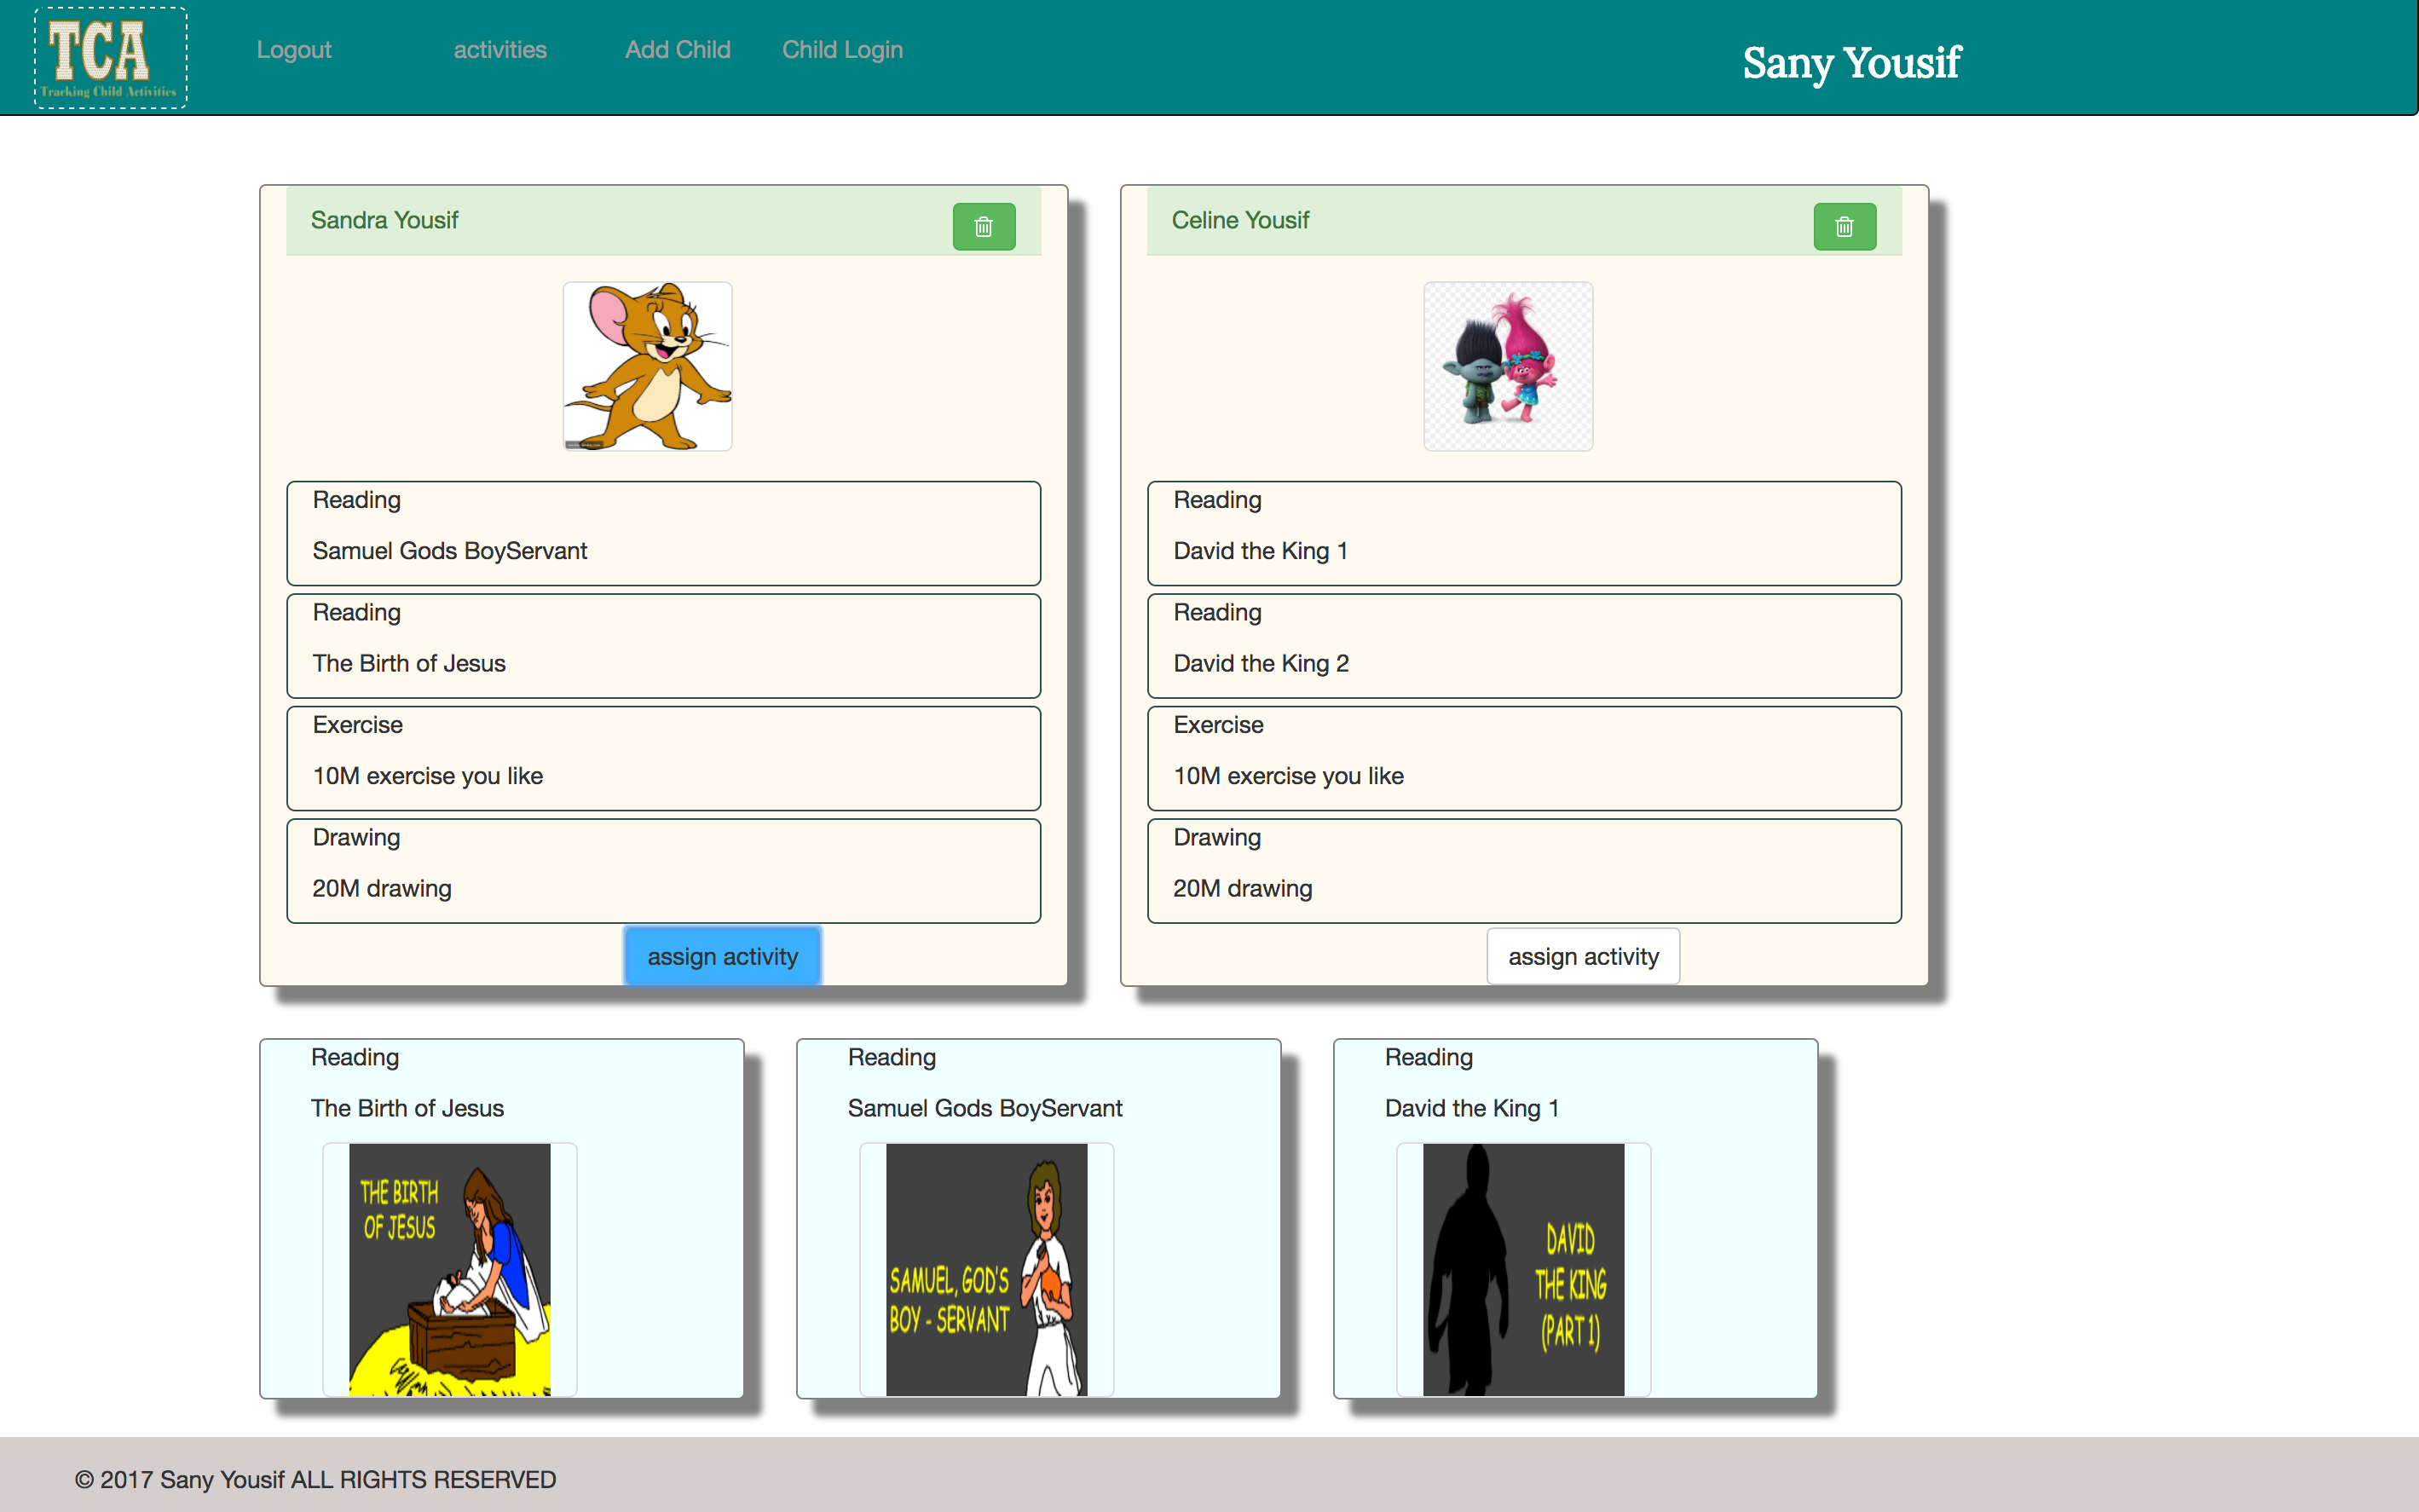 TCA
Tracking Child Activities
Logout
activities
Add Child
Child Login
Sany Yousif
Sandra Yousif
Reading
Samuel Gods BoyServant
Reading
The Birth of Jesus
Exercise
10M exercise you like
Drawing
20M drawing
assign activity
Celine Yousif
Reading
David the King 1
Reading
David the King 2
Exercise
10M exercise you like
Drawing
20M drawing
assign activity
Reading
The Birth of Jesus
THE BIRTH
OF JESUS
Reading
Samuel Gods BoyServant
SAMUEL, GOD'S
BOY - SERVANT
Reading
David the King 1
DAVID
THE KING
(PART 1)
© 2017 Sany Yousif ALL RIGHTS RESERVED